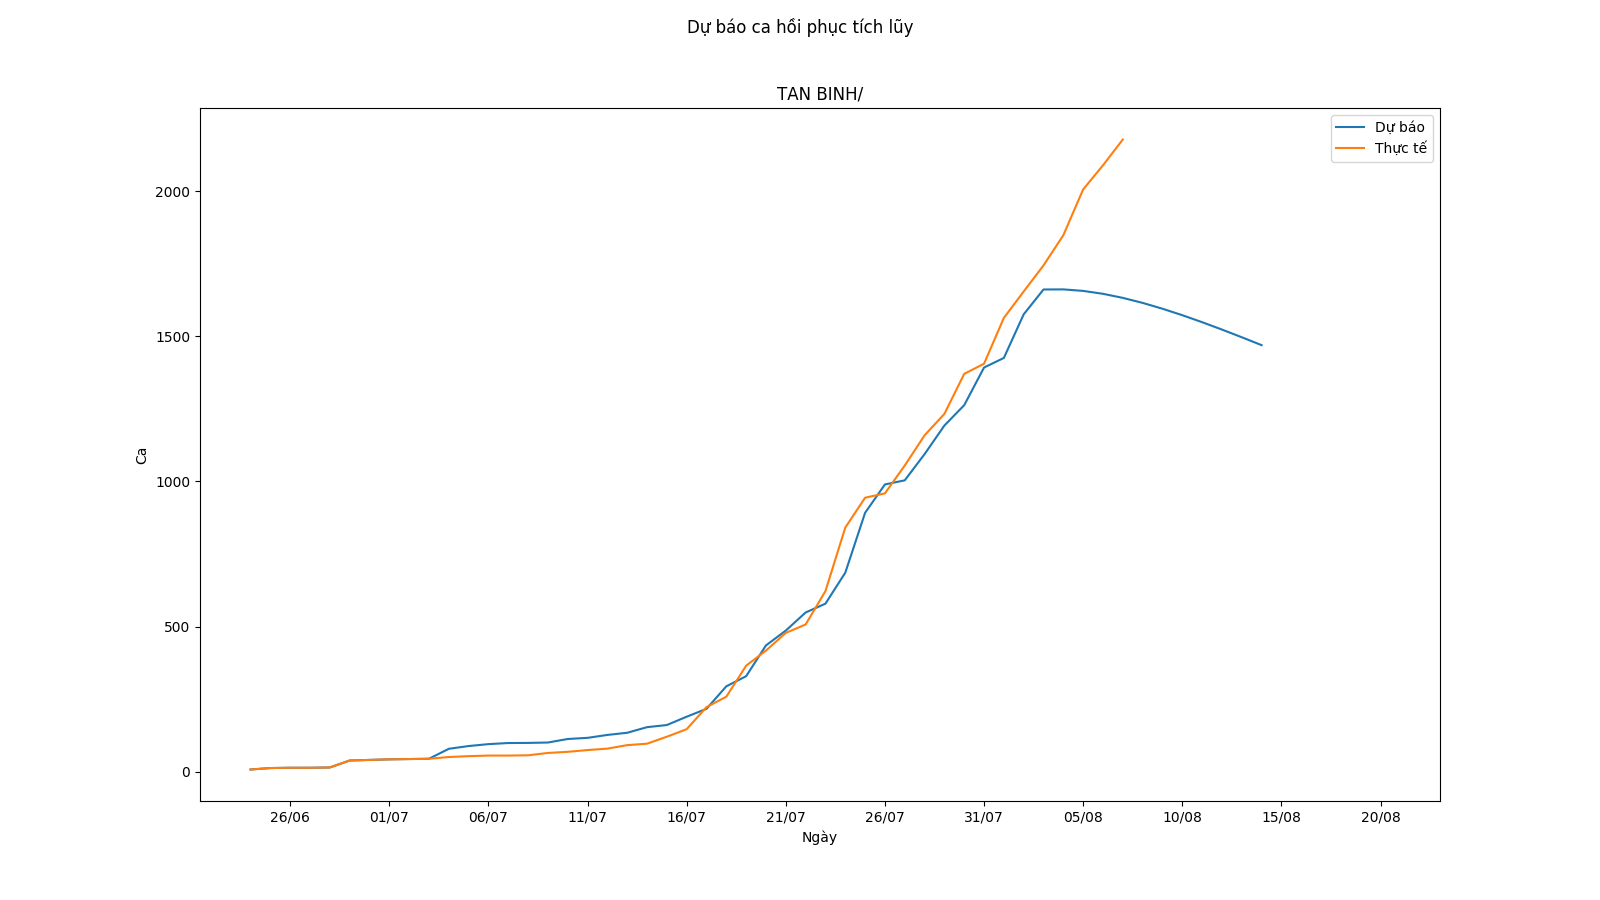 Dự báo ca hồi phục tích lũy
TAN BINH/
Dự báo
Thực tế
2000
1500
1000
500
0
Ca
26/06 01/07 06/07 11/07 16/07 21/07 26/07 31/07 05/08 10/08 15/08 20/08
Ngày